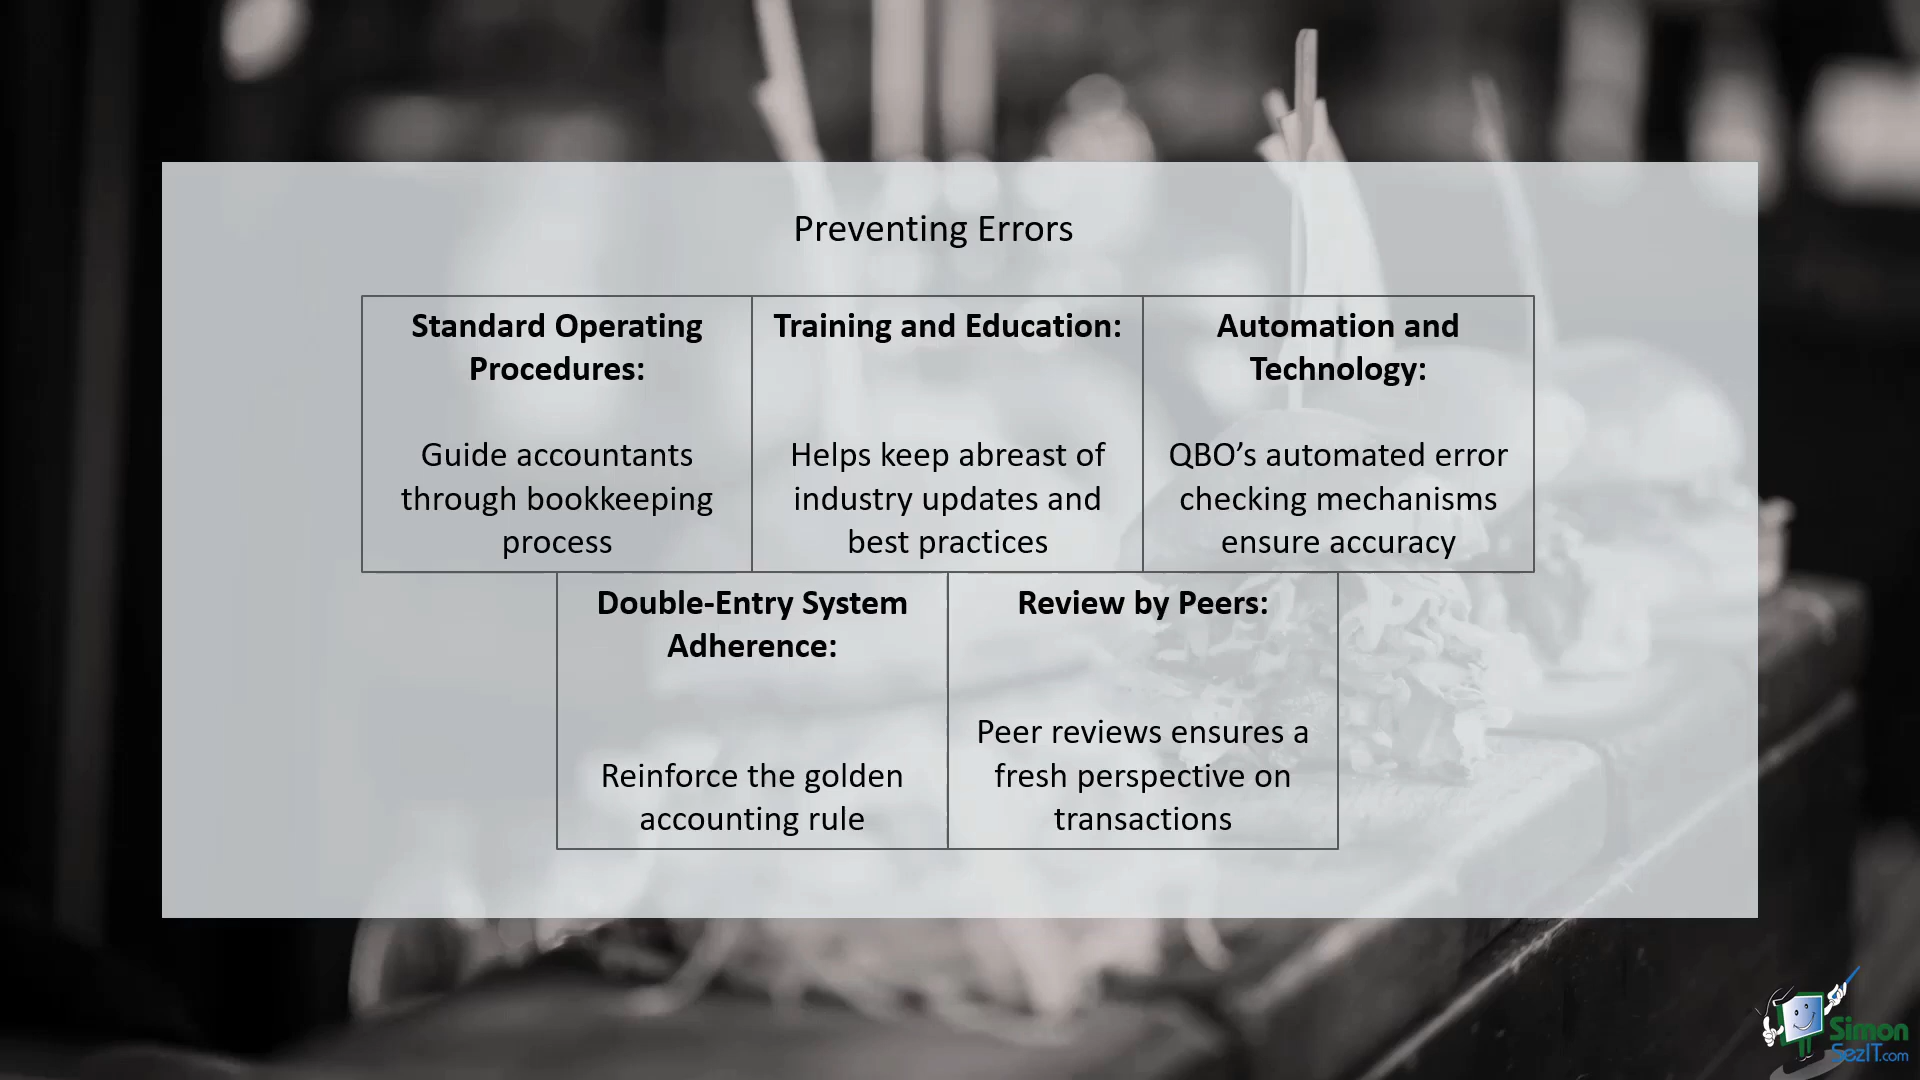 Preventing Errors
Standard Operating
Procedures:
Guide accountants
through bookkeeping
process
Training and Education:
Helps keep abreast of
industry updates and
best practices
Automation and
Technology:
QBO’s automated error
checking mechanisms
ensure accuracy
Double-Entry System
Adherence:
Reinforce the golden
accounting rule
Review by Peers:
Peer reviews ensures a
fresh perspective on
transactions
Simon
SezIT.com